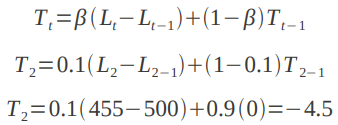 Tₜ=β(Lₜ−Lₜ₋₁)+(1−β)Tₜ₋₁
T₂=0.1(L₂−L₂₋₁)+(1−0.1)T₂₋₁
T₂=0.1(455−500)+0.9(0)=−4.5